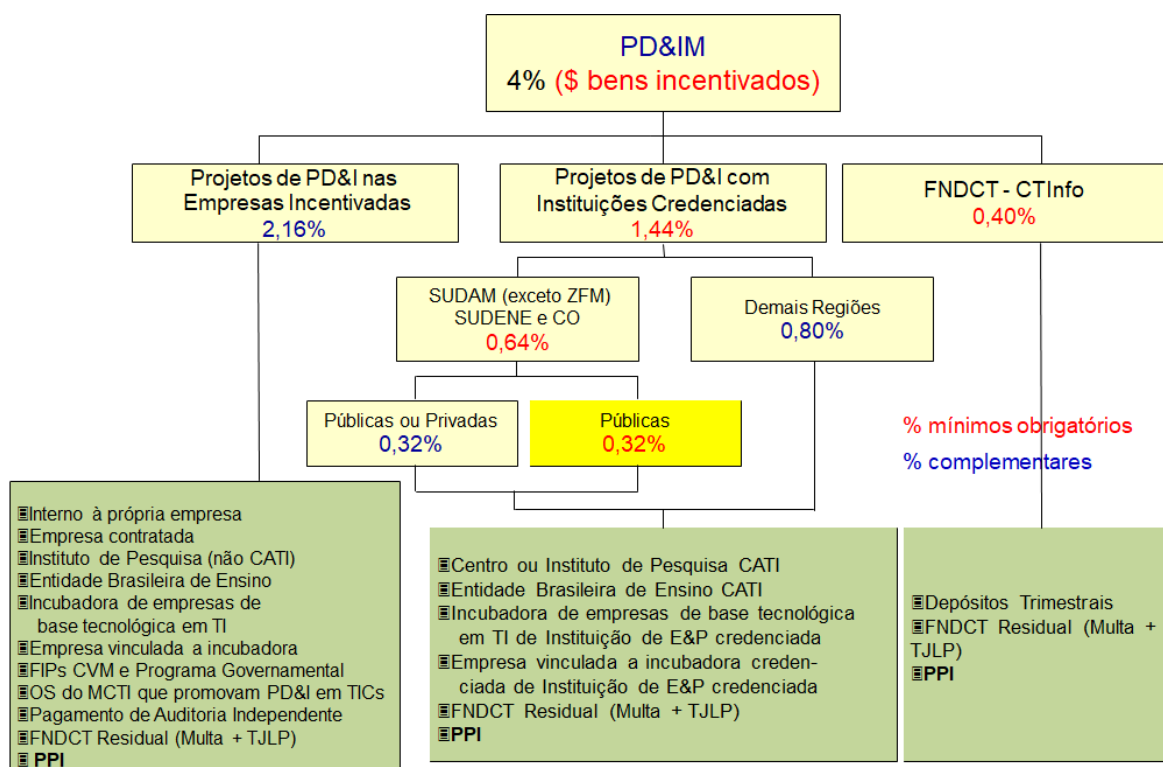 PD&IM
4% ($ bens incentivados)
Projetos de PD&I nas
Empresas Incentivadas
2,16%
Projetos de PD&I com
Instituições Credenciadas
1,44%
FNDCT - CTInfo
0,40%
SUDAM (exceto ZFM)
SUDENE e CO
0,64%
Demais Regiões
0,80%
Públicas ou Privadas
0,32%
Públicas
0,32%
% mínimos obrigatórios
% complementares
Interno à própria empresa
Empresa contratada
Instituto de Pesquisa (não CATI)
Entidade Brasileira de Ensino
Incubadora de empresas de
base tecnológica em TI
Empresa vinculada a incubadora
FIPs CVM e Programa Governamental
OS do MCTI que promovam PD&I em TICs
Pagamento de Auditoria Independente
FNDCT Residual (Multa + TJLP)
PPI
Centro ou Instituto de Pesquisa CATI
Entidade Brasileira de Ensino CATI
Incubadora de empresas de base tecnológica
em TI de Instituição de E&P credenciada
Empresa vinculada a incubadora creden-
ciada de Instituição de E&P credenciada
FNDCT Residual (Multa + TJLP)
PPI
Depósitos Trimestrais
FNDCT Residual (Multa +
TJLP)
PPI